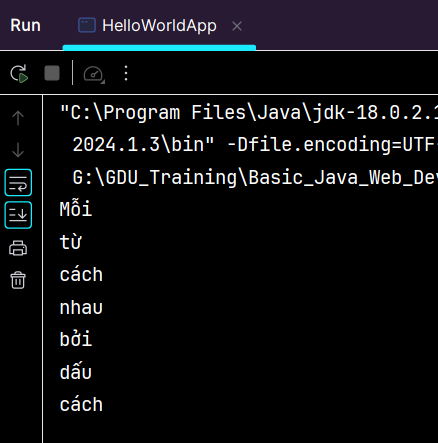 Run HelloWorldApp
"C:\Program Files\Java\jdk-18.0.2.1
2024.1.3\bin" -Dfile.encoding=UTF-
G:\GDU_Training\Basic_Java_Web_Dev
Mỗi
từ
cách
nhau
bởi
dấu
cách